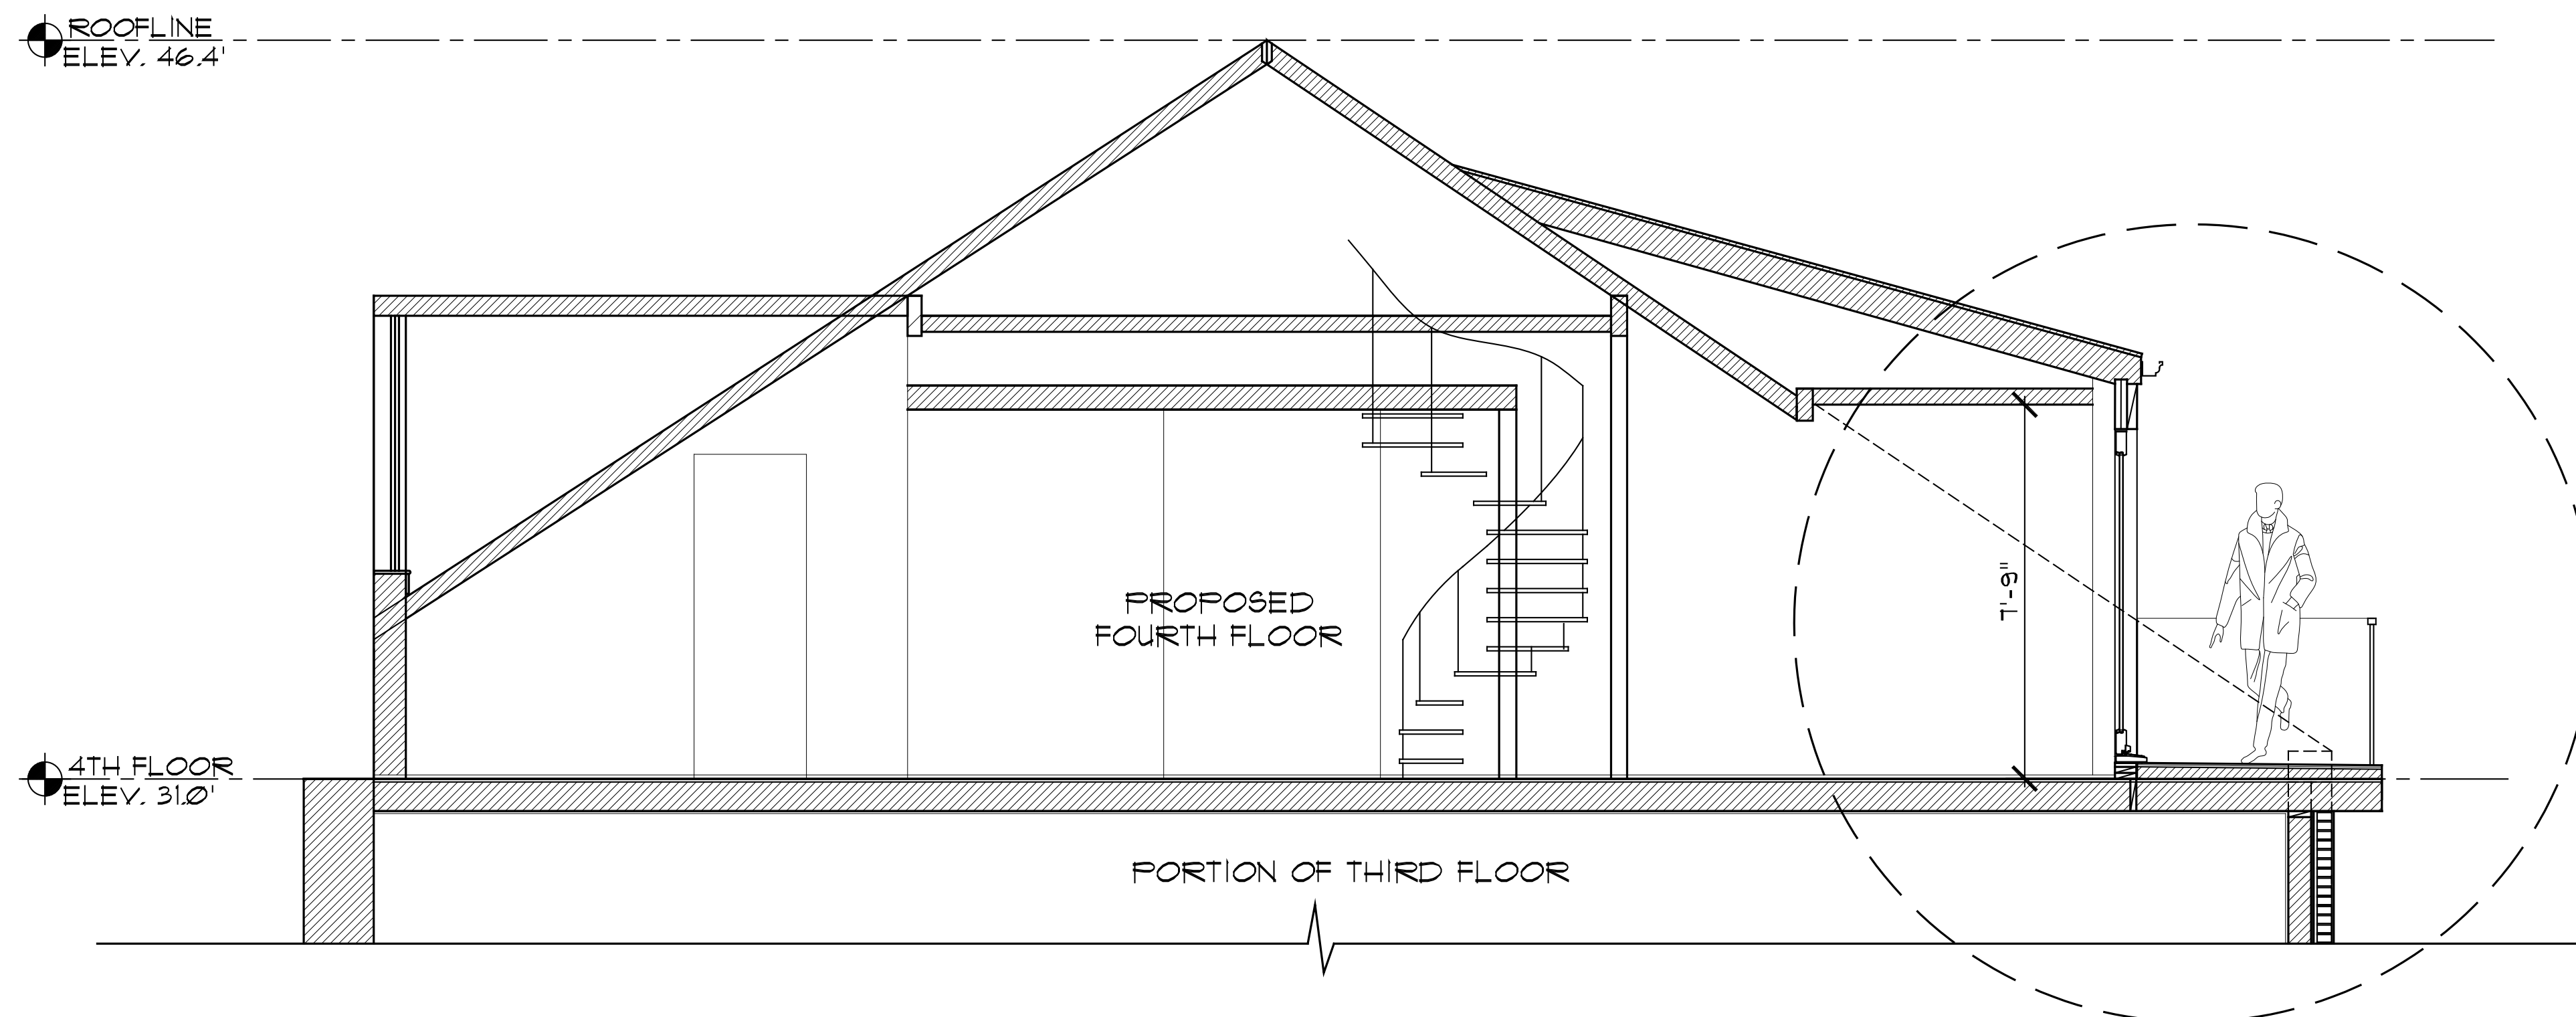 ROOFLINE
ELEV. 46.4'
7'-9"
PROPOSED
FOURTH FLOOR
4TH FLOOR
ELEV. 31.0'
PORTION OF THIRD FLOOR